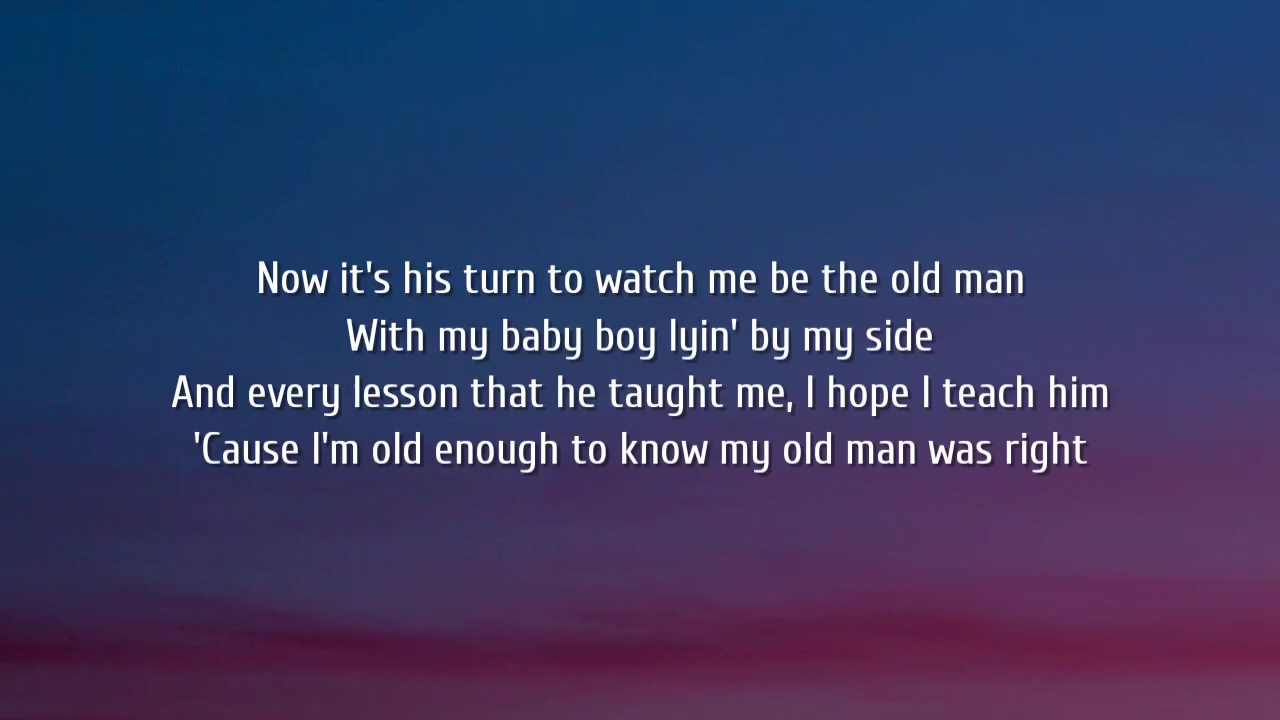 Now it's his turn to watch me be the old man
With my baby boy lyin' by my side
And every lesson that he taught me, I hope I teach him
'Cause I'm old enough to know my old man was right